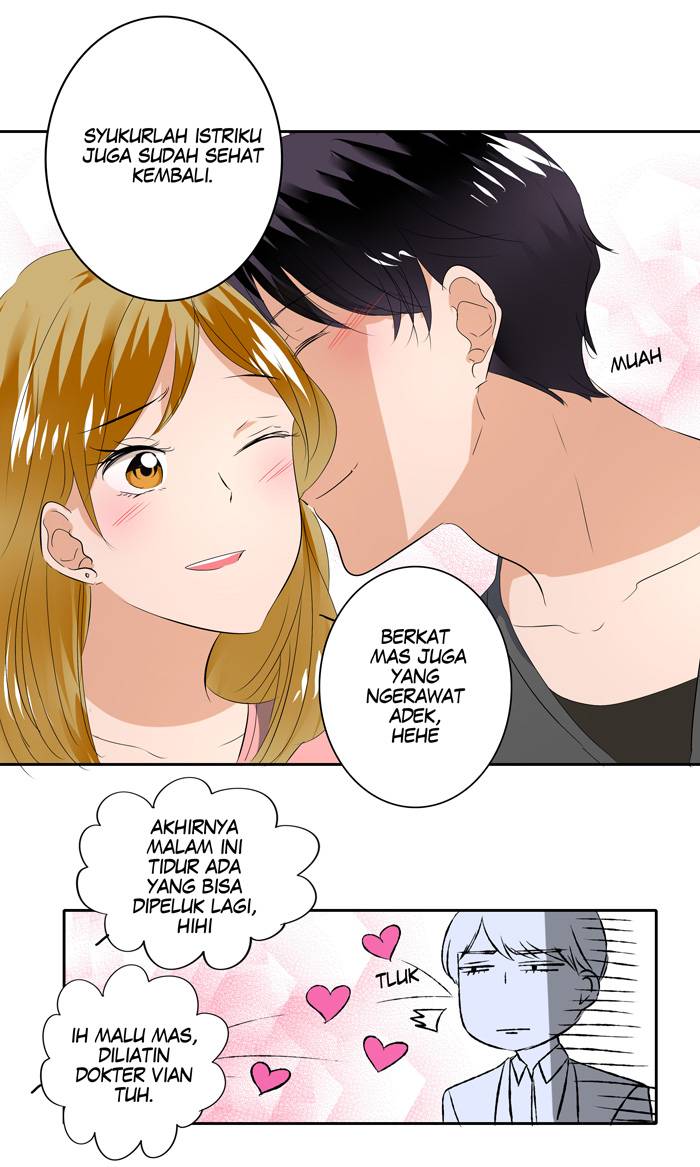 SYUKURLAH ISTRIKU
JUGA SUDAH SEHAT
KEMBALI.
MUAH
BERKAT
MAS JUGA
YANG
NGERAWAT
ADEK,
HEHE
AKHIRNYA
MALAM INI
TIDUR ADA
YANG BISA
DIPELUK LAGI,
HIHI
TLUK
IH MALU MAS,
DILIATIN
DOKTER VIAN
TUH.